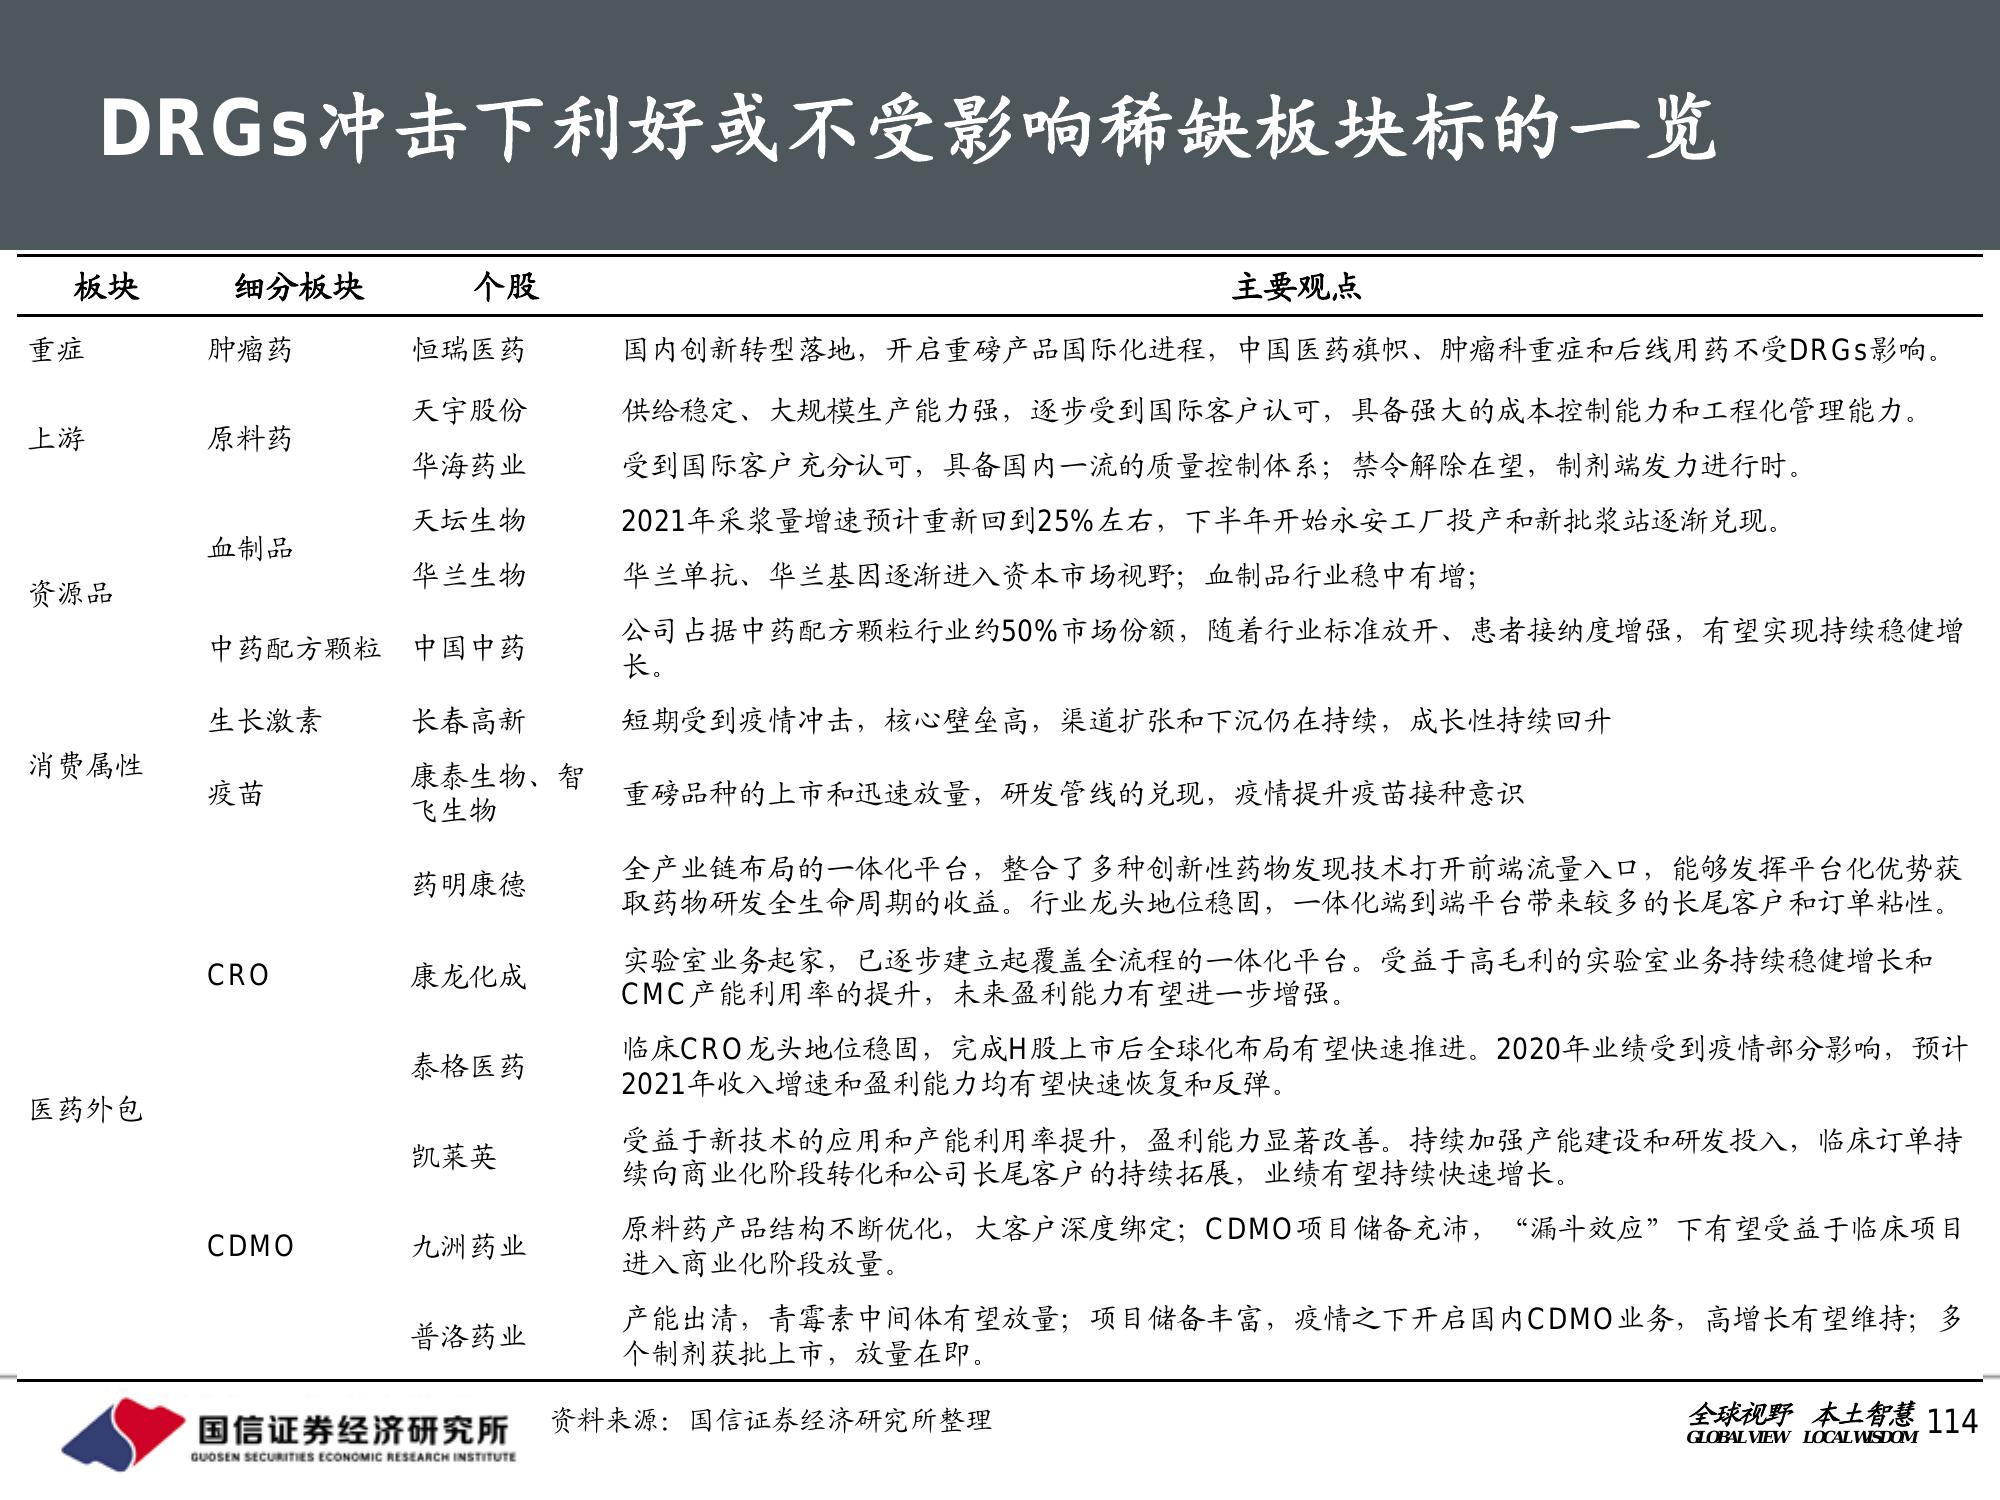 DRGs冲击下利好或不受影响稀缺板块标的一览
板块 细分板块 个股 主要观点
重症 肿瘤药 恒瑞医药 国内创新转型落地，开启重磅产品国际化进程，中国医药旗帜、肿瘤科重症和后线用药不受DRGs影响。
上游 原料药 天宇股份 供给稳定、大规模生产能力强，逐步受到国际客户认可，具备强大的成本控制能力和工程化管理能力。
华海药业 受到国际客户充分认可，具备国内一流的质量控制体系；禁令解除在望，制剂端发力进行时。
资源品 血制品 天坛生物 2021年采浆量增速预计重新回到25%左右，下半年开始永安工厂投产和新批浆站逐渐兑现。
华兰生物 华兰单抗、华兰基因逐渐进入资本市场视野；血制品行业稳中有增；
中药配方颗粒 中国中药 公司占据中药配方颗粒行业约50%市场份额，随着行业标准放开、患者接纳度增强，有望实现持续稳健增
长。
消费属性 生长激素 长春高新 短期受到疫情冲击，核心壁垒高，渠道扩张和下沉仍在持续，成长性持续回升
疫苗 康泰生物、智
飞生物 重磅品种的上市和迅速放量，研发管线的兑现，疫情提升疫苗接种意识
医药外包 CRO 药明康德 全产业链布局的一体化平台，整合了多种创新性药物发现技术打开前端流量入口，能够发挥平台化优势获
取药物研发全生命周期的收益。行业龙头地位稳固，一体化端到端平台带来较多的长尾客户和订单粘性。
康龙化成 实验室业务起家，已逐步建立起覆盖全流程的一体化平台。受益于高毛利的实验室业务持续稳健增长和
CMC产能利用率的提升，未来盈利能力有望进一步增强。
泰格医药 临床CRO龙头地位稳固，完成H股上市后全球化布局有望快速推进。2020年业绩受到疫情部分影响，预计
2021年收入增速和盈利能力均有望快速恢复和反弹。
CDMO 凯莱英 受益于新技术的应用和产能利用率提升，盈利能力显著改善。持续加强产能建设和研发投入，临床订单持
续向商业化阶段转化和公司长尾客户的持续拓展，业绩有望持续快速增长。
九洲药业 原料药产品结构不断优化，大客户深度绑定；CDMO项目储备充沛，“漏斗效应”下有望受益于临床项目
进入商业化阶段放量。
普洛药业 产能出清，青霉素中间体有望放量；项目储备丰富，疫情之下开启国内CDMO业务，高增长有望维持；多
个制剂获批上市，放量在即。
国信证券经济研究所
GUOSEN SECURITIES ECONOMIC RESEARCH INSTITUTE
资料来源：国信证券经济研究所整理
全球视野 本土智慧
GLOBAL VIEW LOCAL WISDOM
114